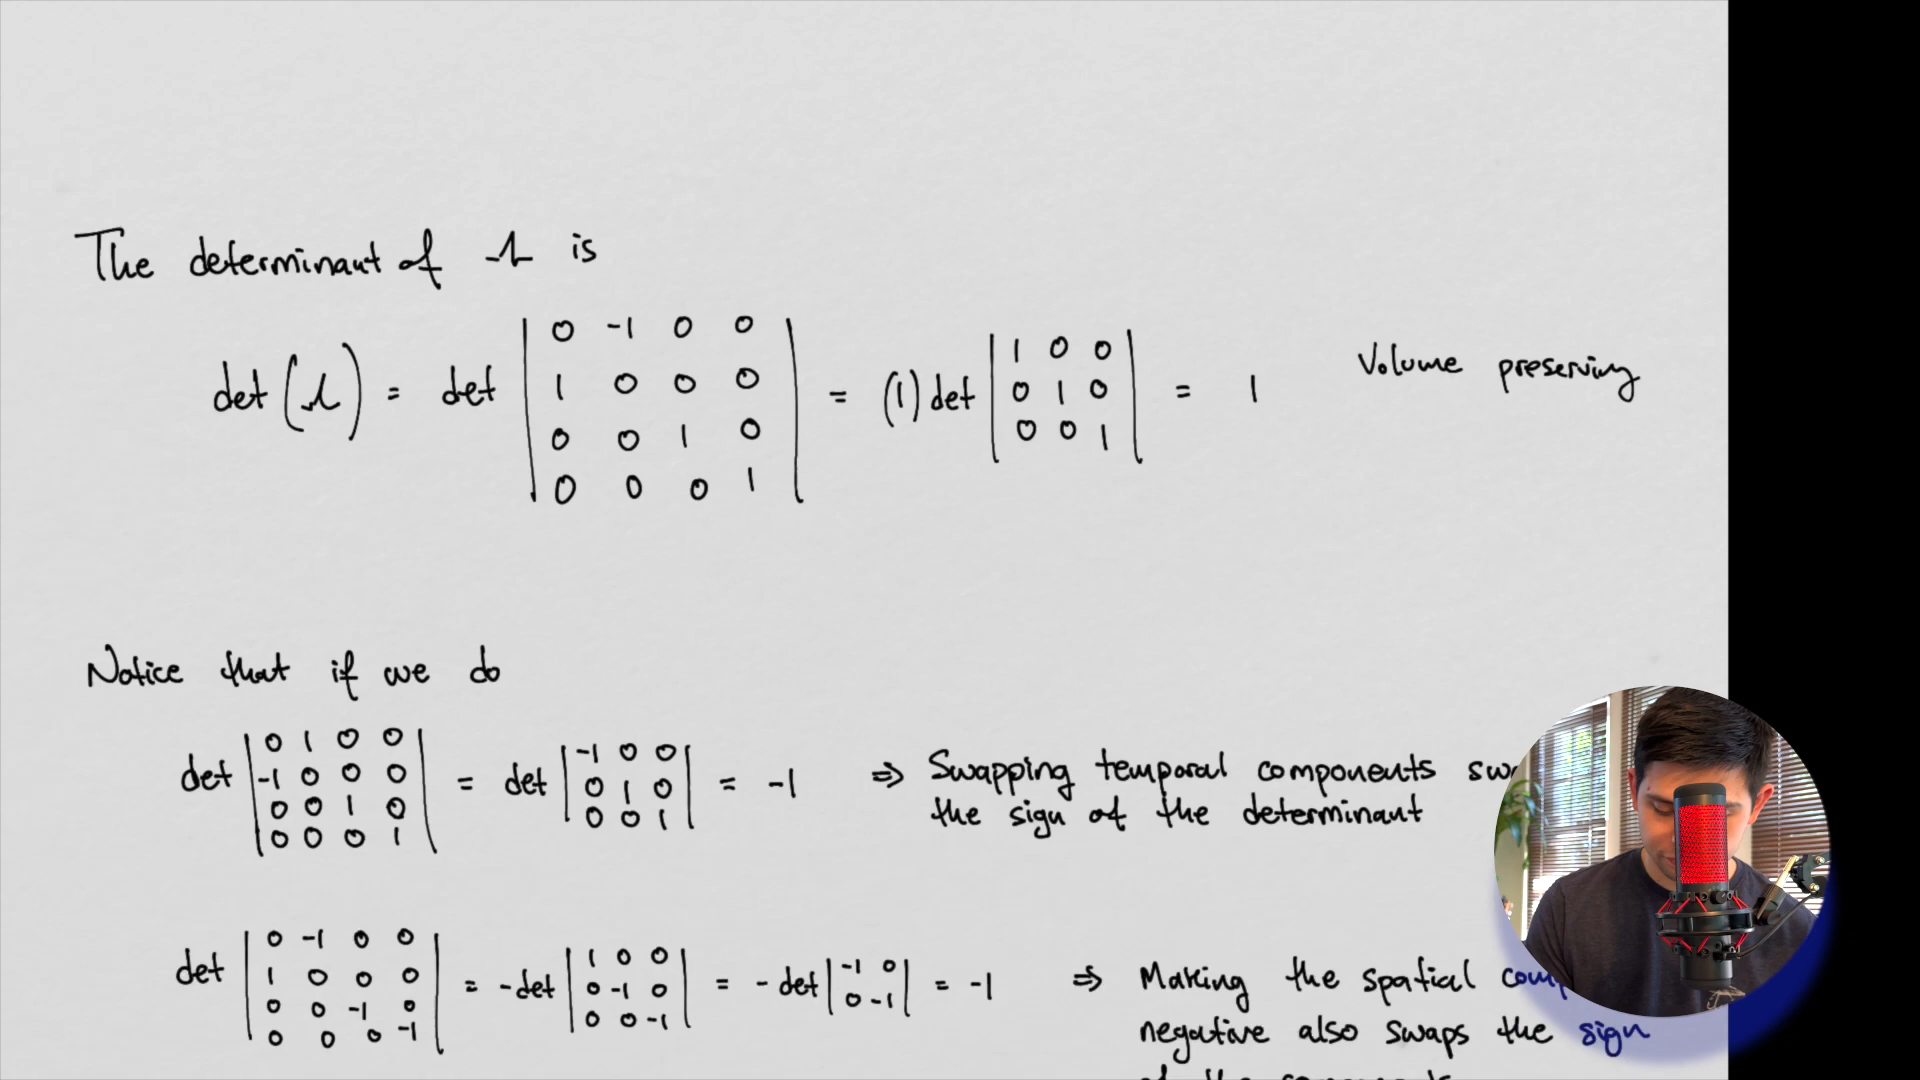 The determinant of Λ is
det(Λ) = det | 0 -1 0 0 | = (1) det | 1 0 0 | = 1 Volume preserving
1 0 0 0 0 1 0
0 0 1 0 0 0 1
0 0 0 1
Notice that if we do
det | 0 1 0 0 | = det | -1 0 0 | = -1 ⇒ Swapping temporal components
-1 0 0 0 0 1 0 the sign of the determinant
0 0 1 0 0 0 1
0 0 0 1
det | 0 -1 0 0 | = -det | 1 0 0 | = -det | -1 0 | = -1 ⇒ Making the spatial
1 0 0 0 0 -1 0 0 -1 negative also swaps the sign
0 0 -1 0 0 0 -1
0 0 0 -1